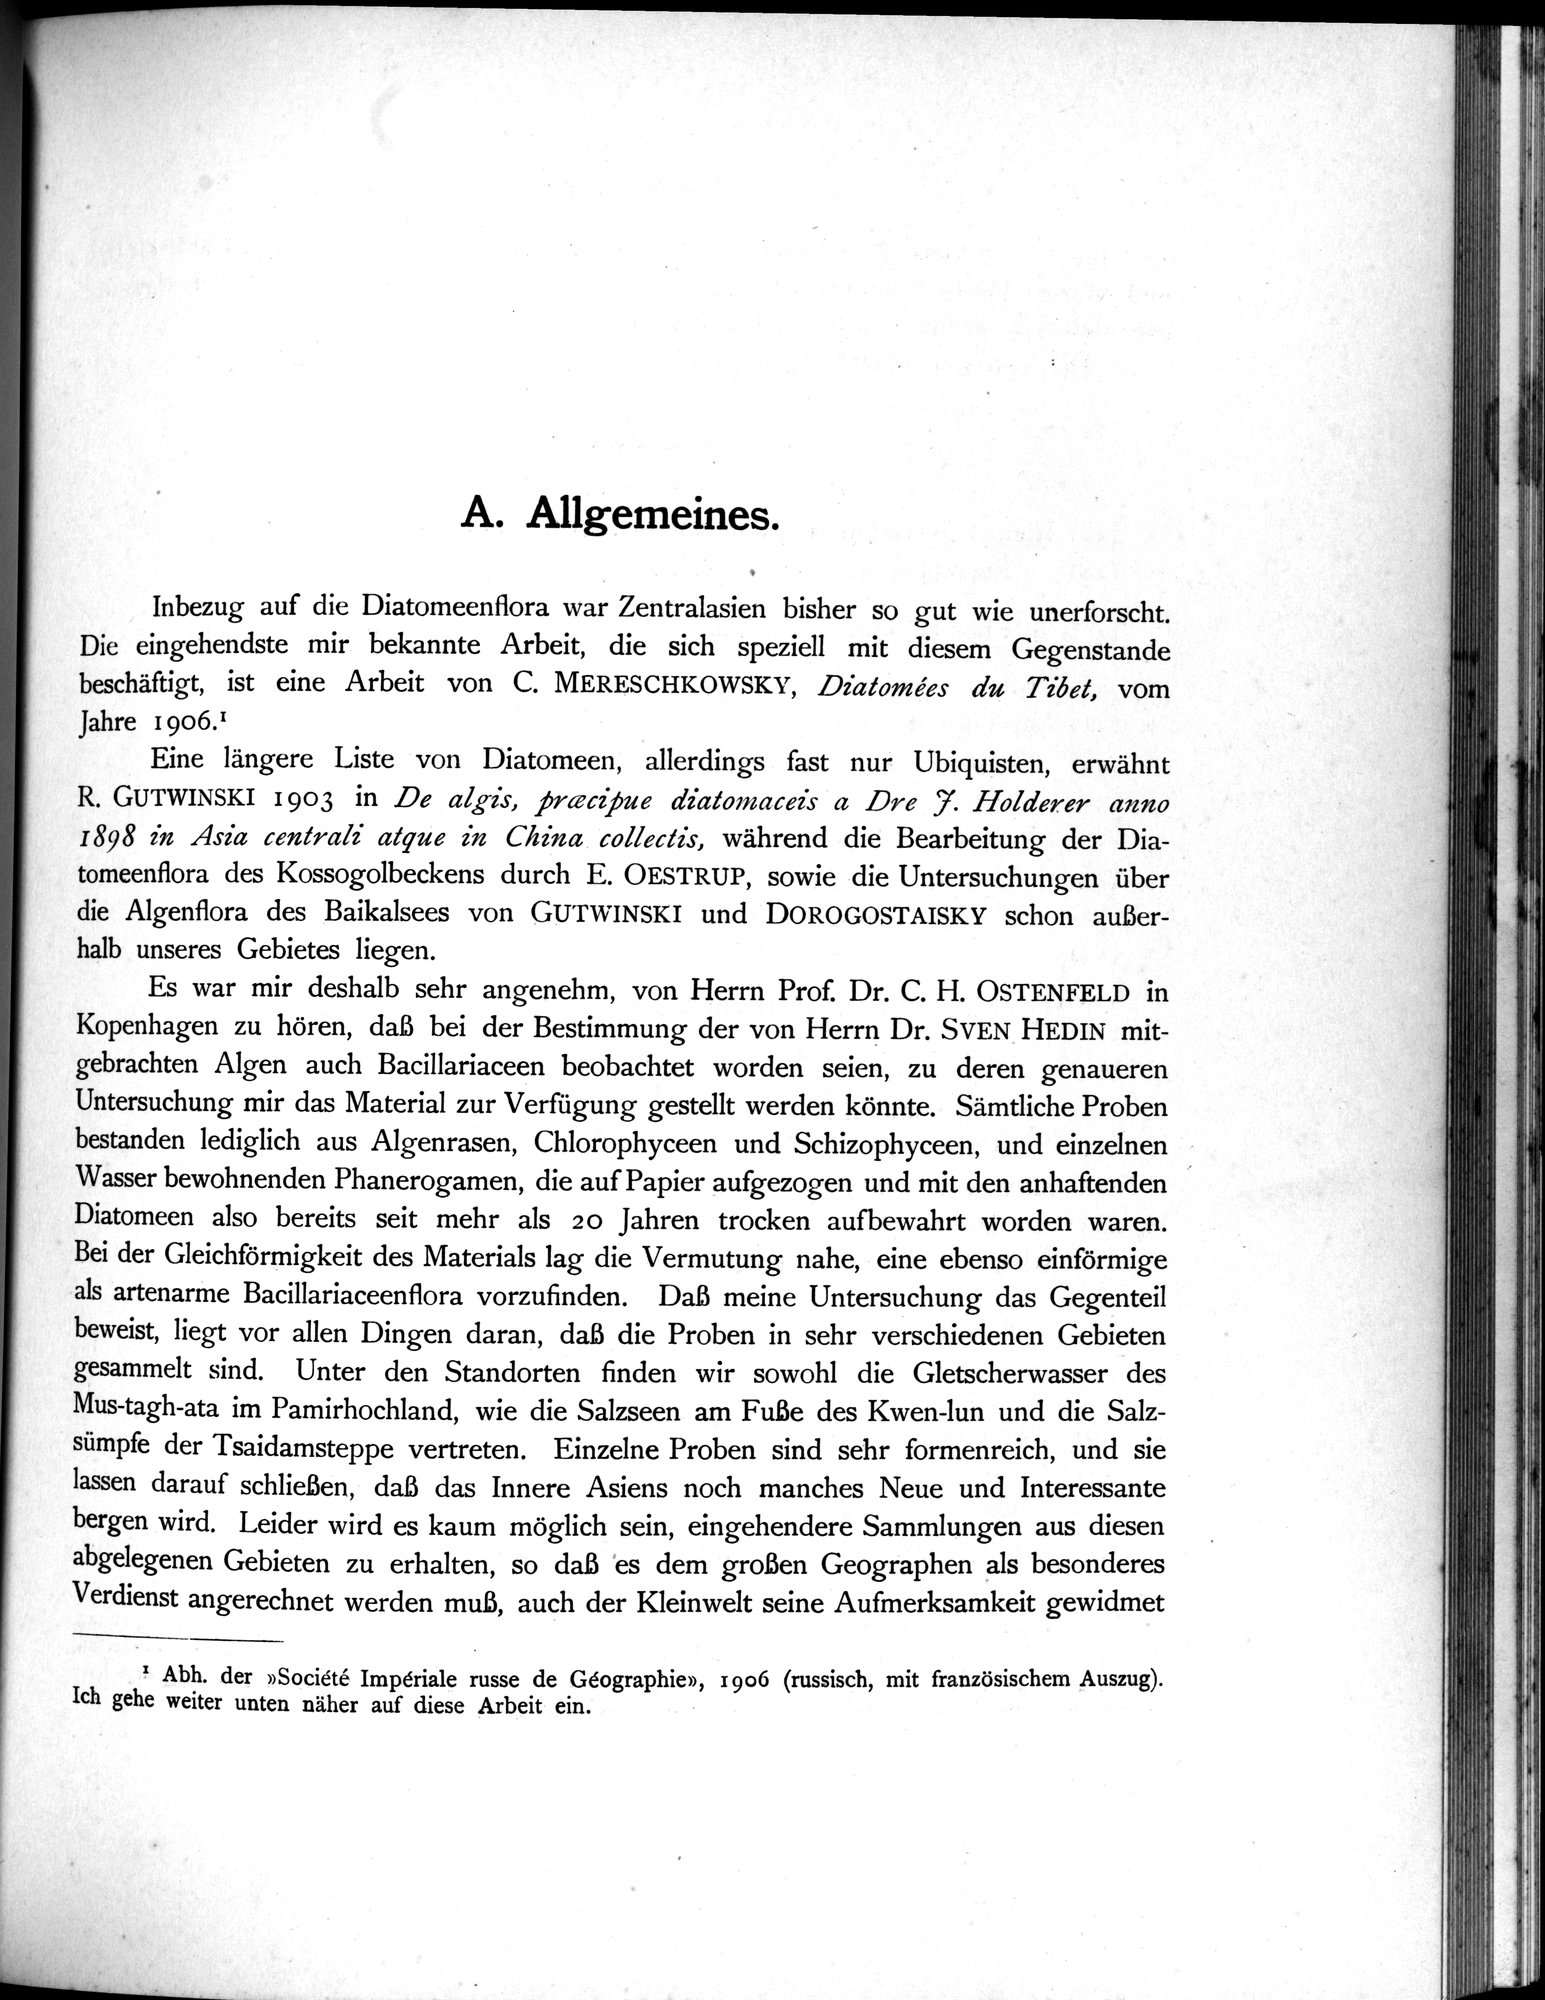 A. Allgemeines.
Inbezug auf die Diatomeenflora war Zentralasien bisher so gut wie unerforscht.
Die eingehendste mir bekannte Arbeit, die sich speziell mit diesem Gegenstande
beschäftigt, ist eine Arbeit von C. MERESCHKOWSKY, Diatomées du Tibet, vom
Jahre 1906.¹
Eine längere Liste von Diatomeen, allerdings fast nur Ubiquisten, erwähnt
R. GUTWINSKI 1903 in De algis, præcipue diatomaceis a Dre J. Holderer anno
1898 in Asia centrali atque in China collectis, während die Bearbeitung der Dia-
tomeenflora des Kossogolbeckens durch E. OESTRUP, sowie die Untersuchungen über
die Algenflora des Baikalsees von GUTWINSKI und DOROGOSTAISKY schon außer-
halb unseres Gebietes liegen.
Es war mir deshalb sehr angenehm, von Herrn Prof. Dr. C. H. OSTENFELD in
Kopenhagen zu hören, daß bei der Bestimmung der von Herrn Dr. SVEN HEDIN mit-
gebrachten Algen auch Bacillariaceen beobachtet worden seien, zu deren genaueren
Untersuchung mir das Material zur Verfügung gestellt werden könnte. Sämtliche Proben
bestanden lediglich aus Algenrasen, Chlorophyceen und Schizophyceen, und einzelnen
Wasser bewohnenden Phanerogamen, die auf Papier aufgezogen und mit den anhaftenden
Diatomeen also bereits seit mehr als 20 Jahren trocken aufbewahrt worden waren.
Bei der Gleichförmigkeit des Materials lag die Vermutung nahe, eine ebenso einförmige
als artenarme Bacillariaceenflora vorzufinden. Daß meine Untersuchung das Gegenteil
beweist, liegt vor allen Dingen daran, daß die Proben in sehr verschiedenen Gebieten
gesammelt sind. Unter den Standorten finden wir sowohl die Gletscherwasser des
Mus-tagh-ata im Pamirhochland, wie die Salzseen am Fuße des Kwen-lun und die Salz-
sümpfe der Tsaidamsteppe vertreten. Einzelne Proben sind sehr formenreich, und sie
lassen darauf schließen, daß das Innere Asiens noch manches Neue und Interessante
bergen wird. Leider wird es kaum möglich sein, eingehendere Sammlungen aus diesen
abgelegenen Gebieten zu erhalten, so daß es dem großen Geographen als besonderes
Verdienst angerechnet werden muß, auch der Kleinwelt seine Aufmerksamkeit gewidmet
¹ Abh. der »Société Impériale russe de Géographie», 1906 (russisch, mit französischem Auszug).
Ich gehe weiter unten näher auf diese Arbeit ein.